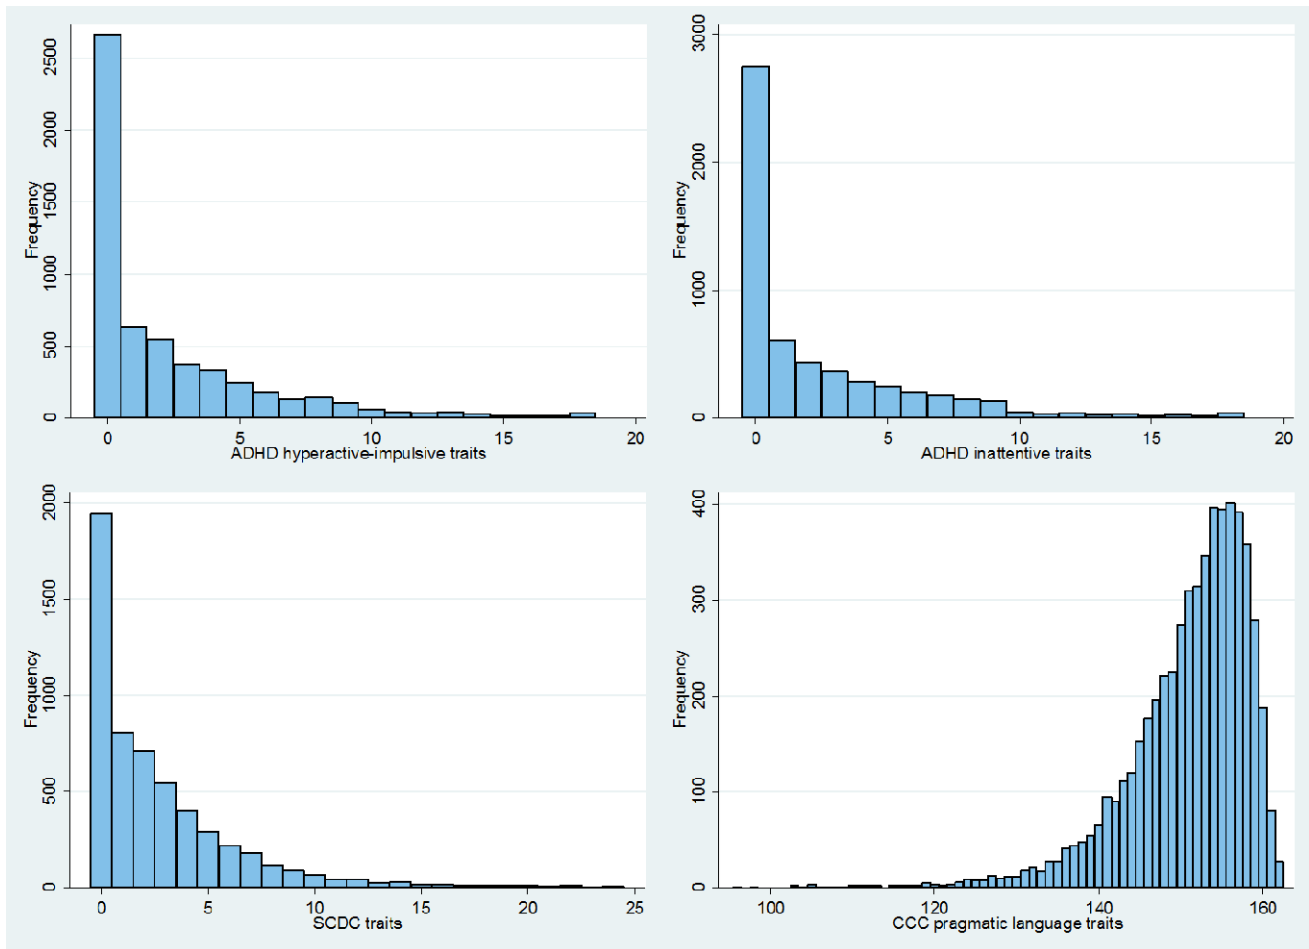 2500
2000
1500
1000
500
0
Frequency
0 5 10 15 20
ADHD hyperactive-impulsive traits
3000
2000
1000
0
Frequency
0 5 10 15 20
ADHD inattentive traits
2000
1500
1000
500
0
Frequency
0 5 10 15 20 25
SCDC traits
400
300
200
100
0
Frequency
100 120 140 160
CCC pragmatic language traits